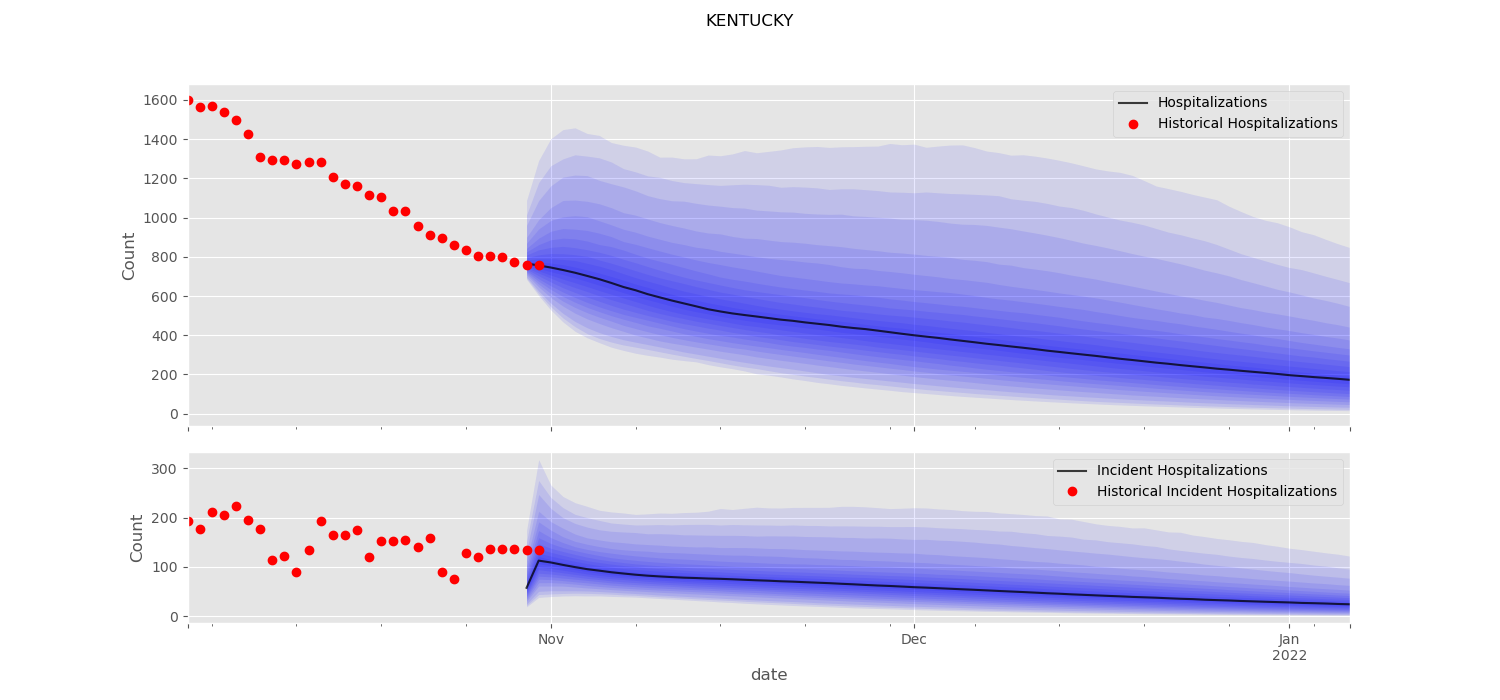 KENTUCKY
Hospitalizations
Historical Hospitalizations
1600
1400
1200
1000
800
600
400
200
0
Count
Incident Hospitalizations
Historical Incident Hospitalizations
300
200
100
0
Count
Nov
Dec
Jan
2022
date